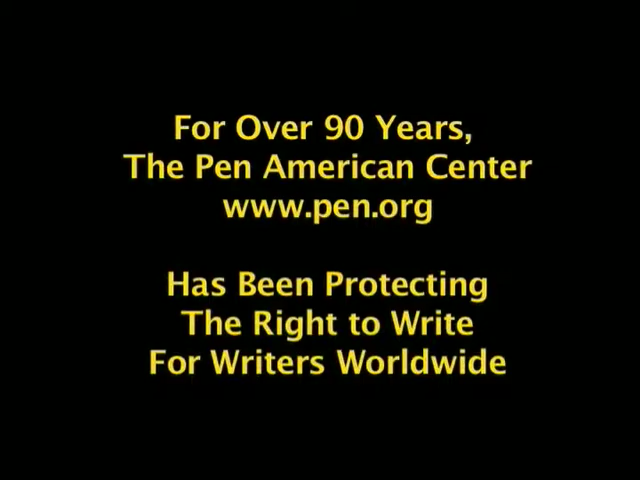 For Over 90 Years,
The Pen American Center
www.pen.org
Has Been Protecting
The Right to Write
For Writers Worldwide